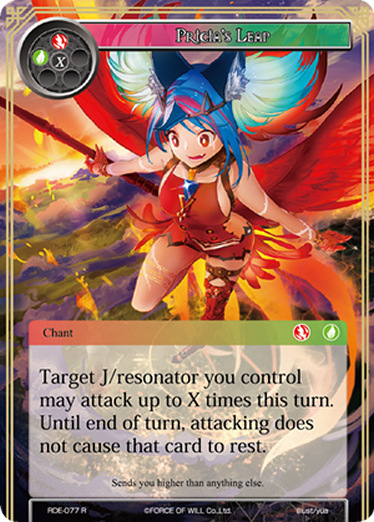 Pricia's Leap
X
Chant
Target J/resonator you control
may attack up to X times this turn.
Until end of turn, attacking does
not cause that card to rest.
Sends you higher than anything else.
RDE-077 R ©FORCE OF WILL Co.,Ltd. Illust/yua